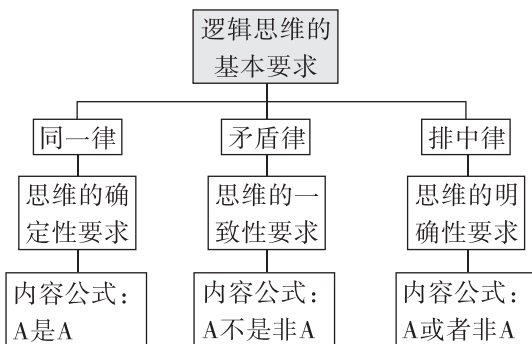 逻辑思维的
基本要求
同一律
矛盾律
排中律
思维的确
定性要求
思维的一
致性要求
思维的明
确性要求
内容公式：
A是A
内容公式：
A不是非A
内容公式：
A或者非A